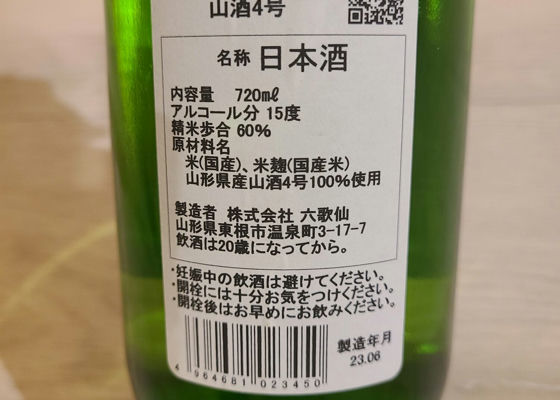 山酒4号
名称 日本酒
内容量 720ml
アルコール分 15度
精米歩合 60%
原材料名
米(国産)、米麹(国産米)
山形県産山酒4号100%使用
製造者 株式会社 六歌仙
山形県東根市温泉町3-17-7
飲酒は20歳になってから。
・妊娠中の飲酒は避けてください。
・開栓には十分お気をつけください。
・開栓後はお早めにお飲みください。
製造年月
23.06
4 964681 023450